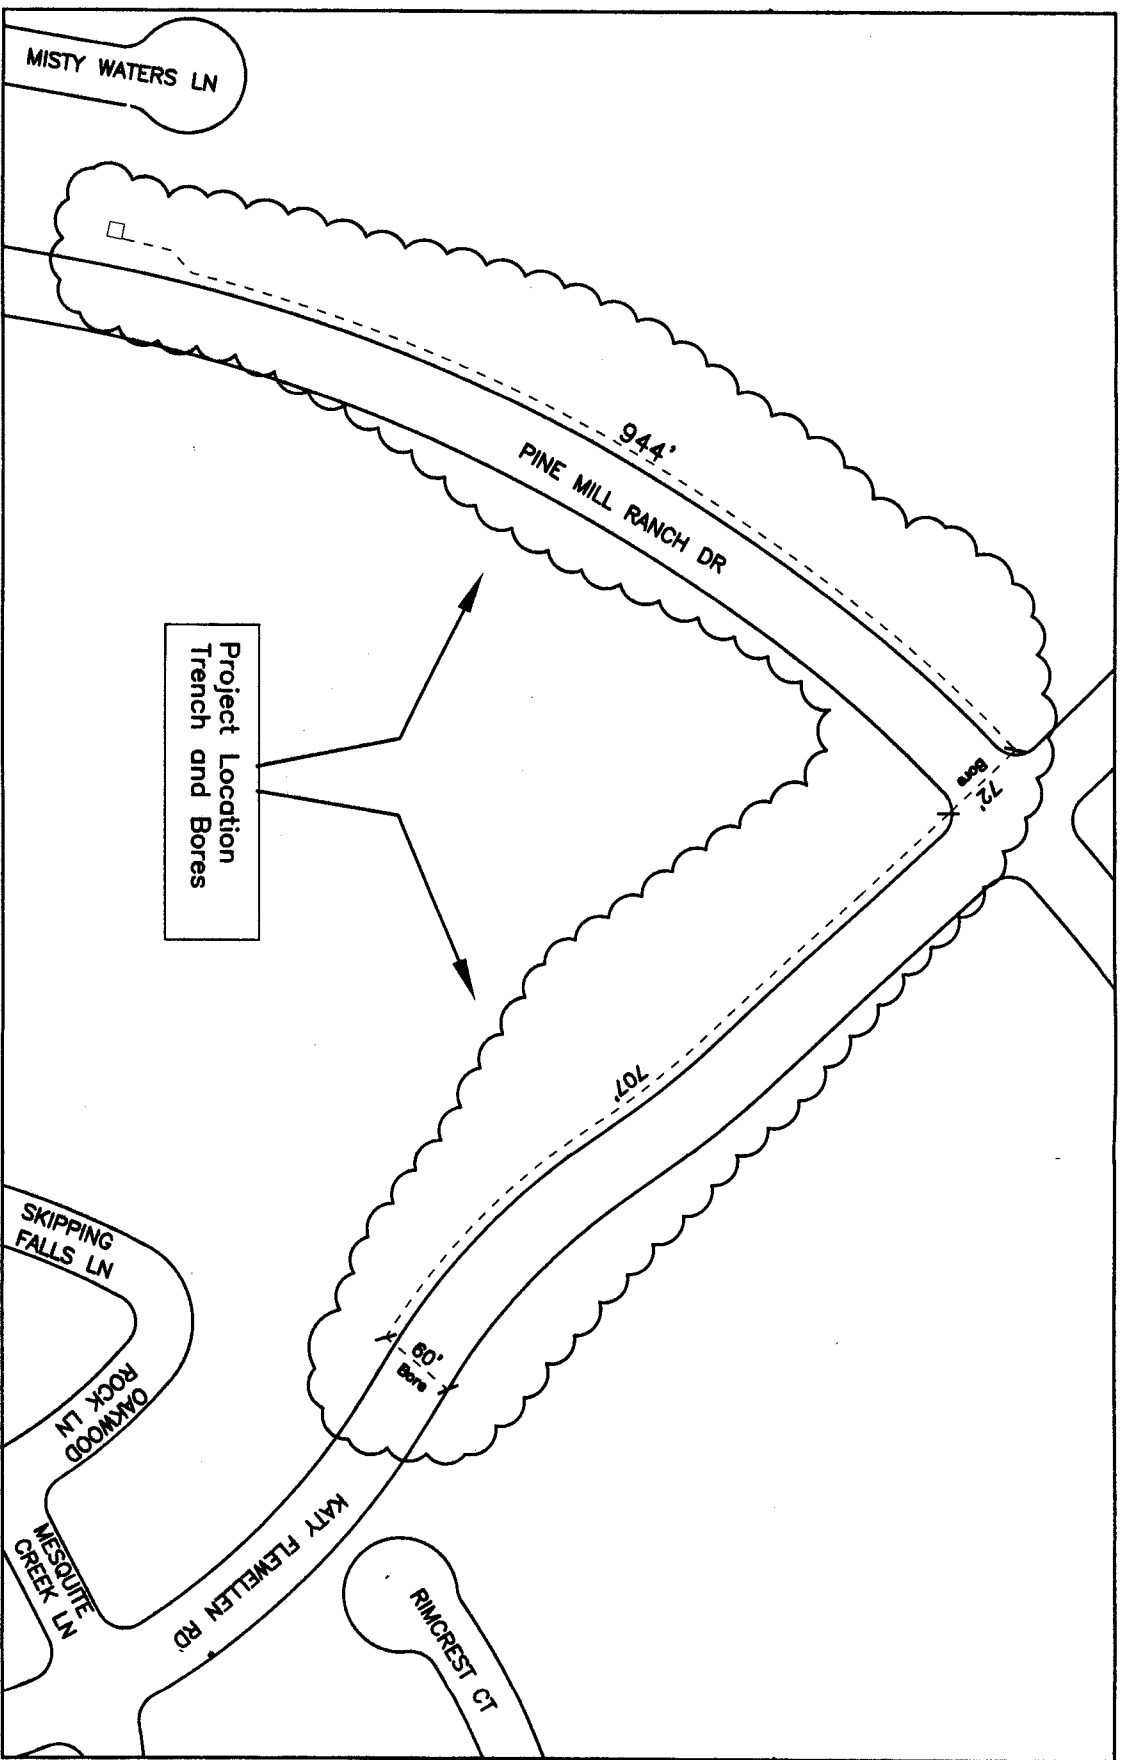 MISTY WATERS LN
944'
PINE MILL RANCH DR
72'
Bore
Project Location
Trench and Bores
707'
60'
Bore
SKIPPING
FALLS LN
OAKWOOD
ROCK LN
MESQUITE
CREEK LN
KATY FLEWELLEN RD
RIMCREST CT